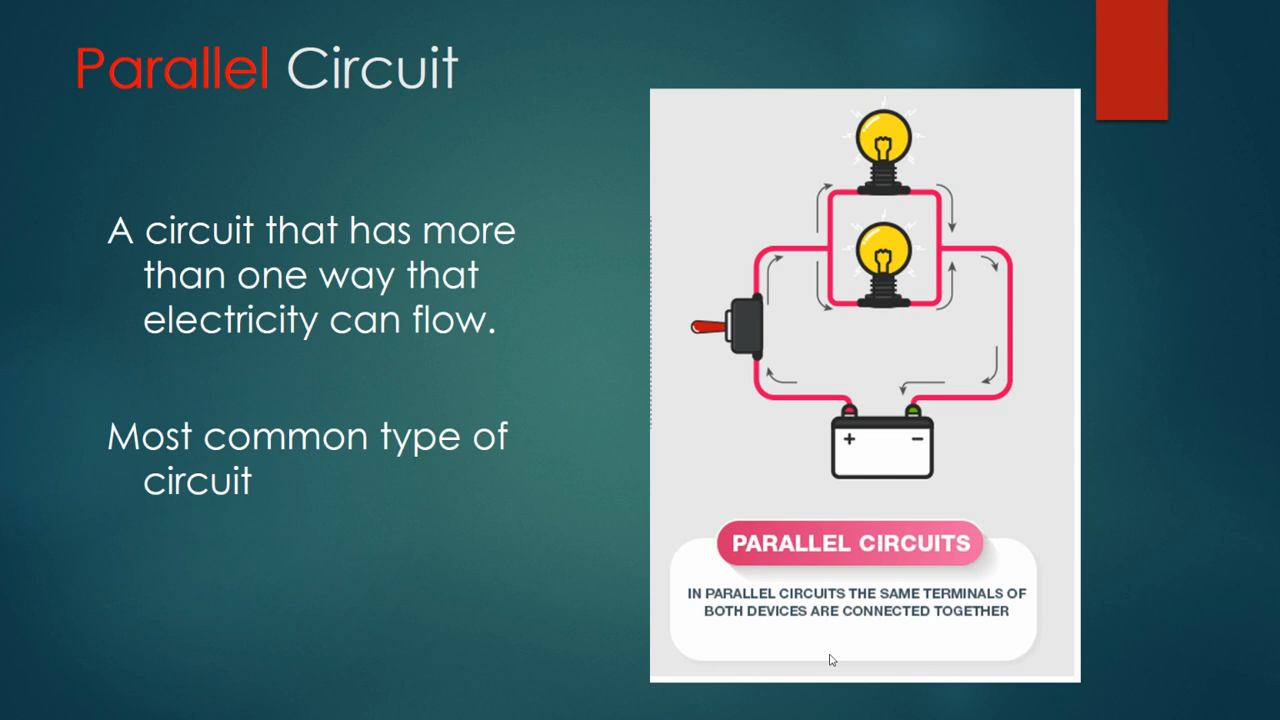 Parallel Circuit
A circuit that has more
than one way that
electricity can flow.
Most common type of
circuit
+ −
PARALLEL CIRCUITS
IN PARALLEL CIRCUITS THE SAME TERMINALS OF
BOTH DEVICES ARE CONNECTED TOGETHER